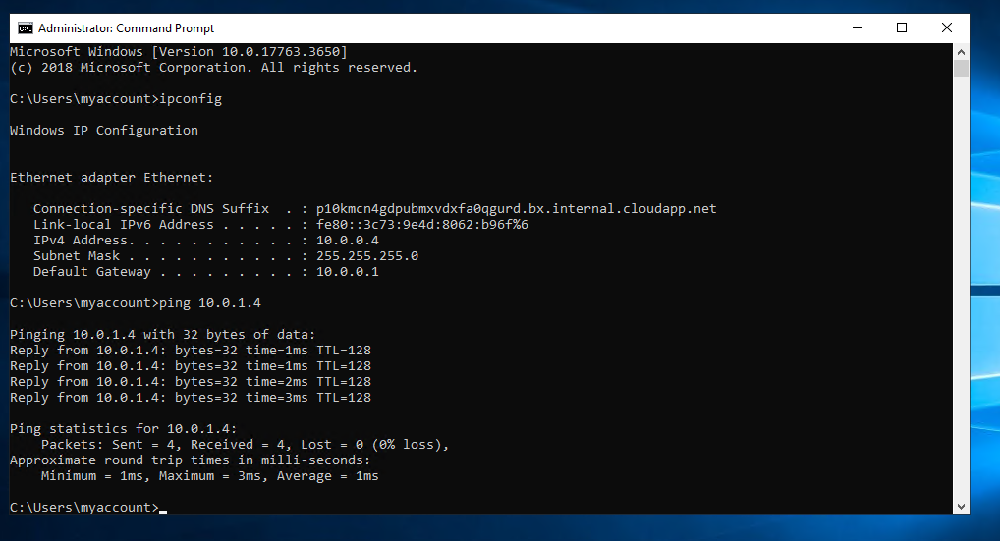 Administrator: Command Prompt
Microsoft Windows [Version 10.0.17763.3650]
(c) 2018 Microsoft Corporation. All rights reserved.
C:\Users\myaccount>ipconfig
Windows IP Configuration
Ethernet adapter Ethernet:
Connection-specific DNS Suffix  . : p10kmcn4gdpubmxvdxfa0qgurd.bx.internal.cloudapp.net
Link-local IPv6 Address . . . . . : fe80::3c73:9e4d:8062:b96f%6
IPv4 Address. . . . . . . . . . . : 10.0.0.4
Subnet Mask . . . . . . . . . . . : 255.255.255.0
Default Gateway . . . . . . . . . : 10.0.0.1
C:\Users\myaccount>ping 10.0.1.4
Pinging 10.0.1.4 with 32 bytes of data:
Reply from 10.0.1.4: bytes=32 time=1ms TTL=128
Reply from 10.0.1.4: bytes=32 time=1ms TTL=128
Reply from 10.0.1.4: bytes=32 time=2ms TTL=128
Reply from 10.0.1.4: bytes=32 time=3ms TTL=128
Ping statistics for 10.0.1.4:
Packets: Sent = 4, Received = 4, Lost = 0 (0% loss),
Approximate round trip times in milli-seconds:
Minimum = 1ms, Maximum = 3ms, Average = 1ms
C:\Users\myaccount>